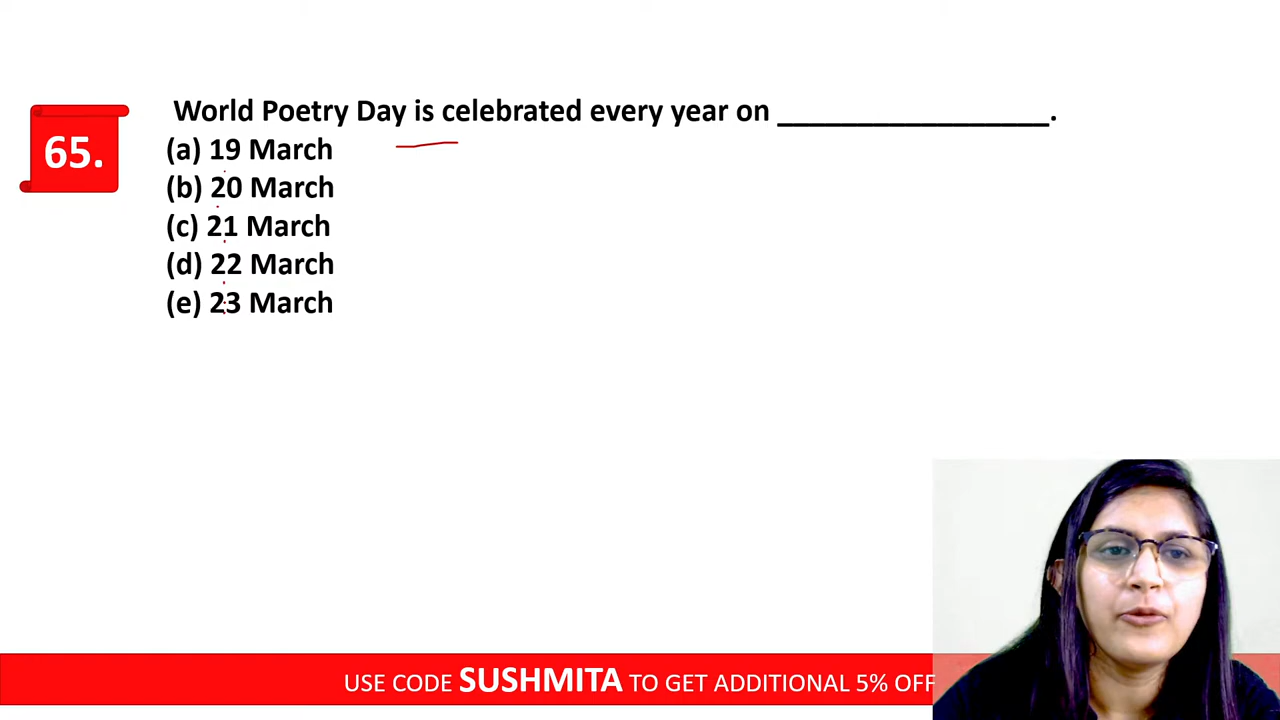 65.
World Poetry Day is celebrated every year on __________________.
(a) 19 March
(b) 20 March
(c) 21 March
(d) 22 March
(e) 23 March
USE CODE SUSHMITA TO GET ADDITIONAL 5% OFF